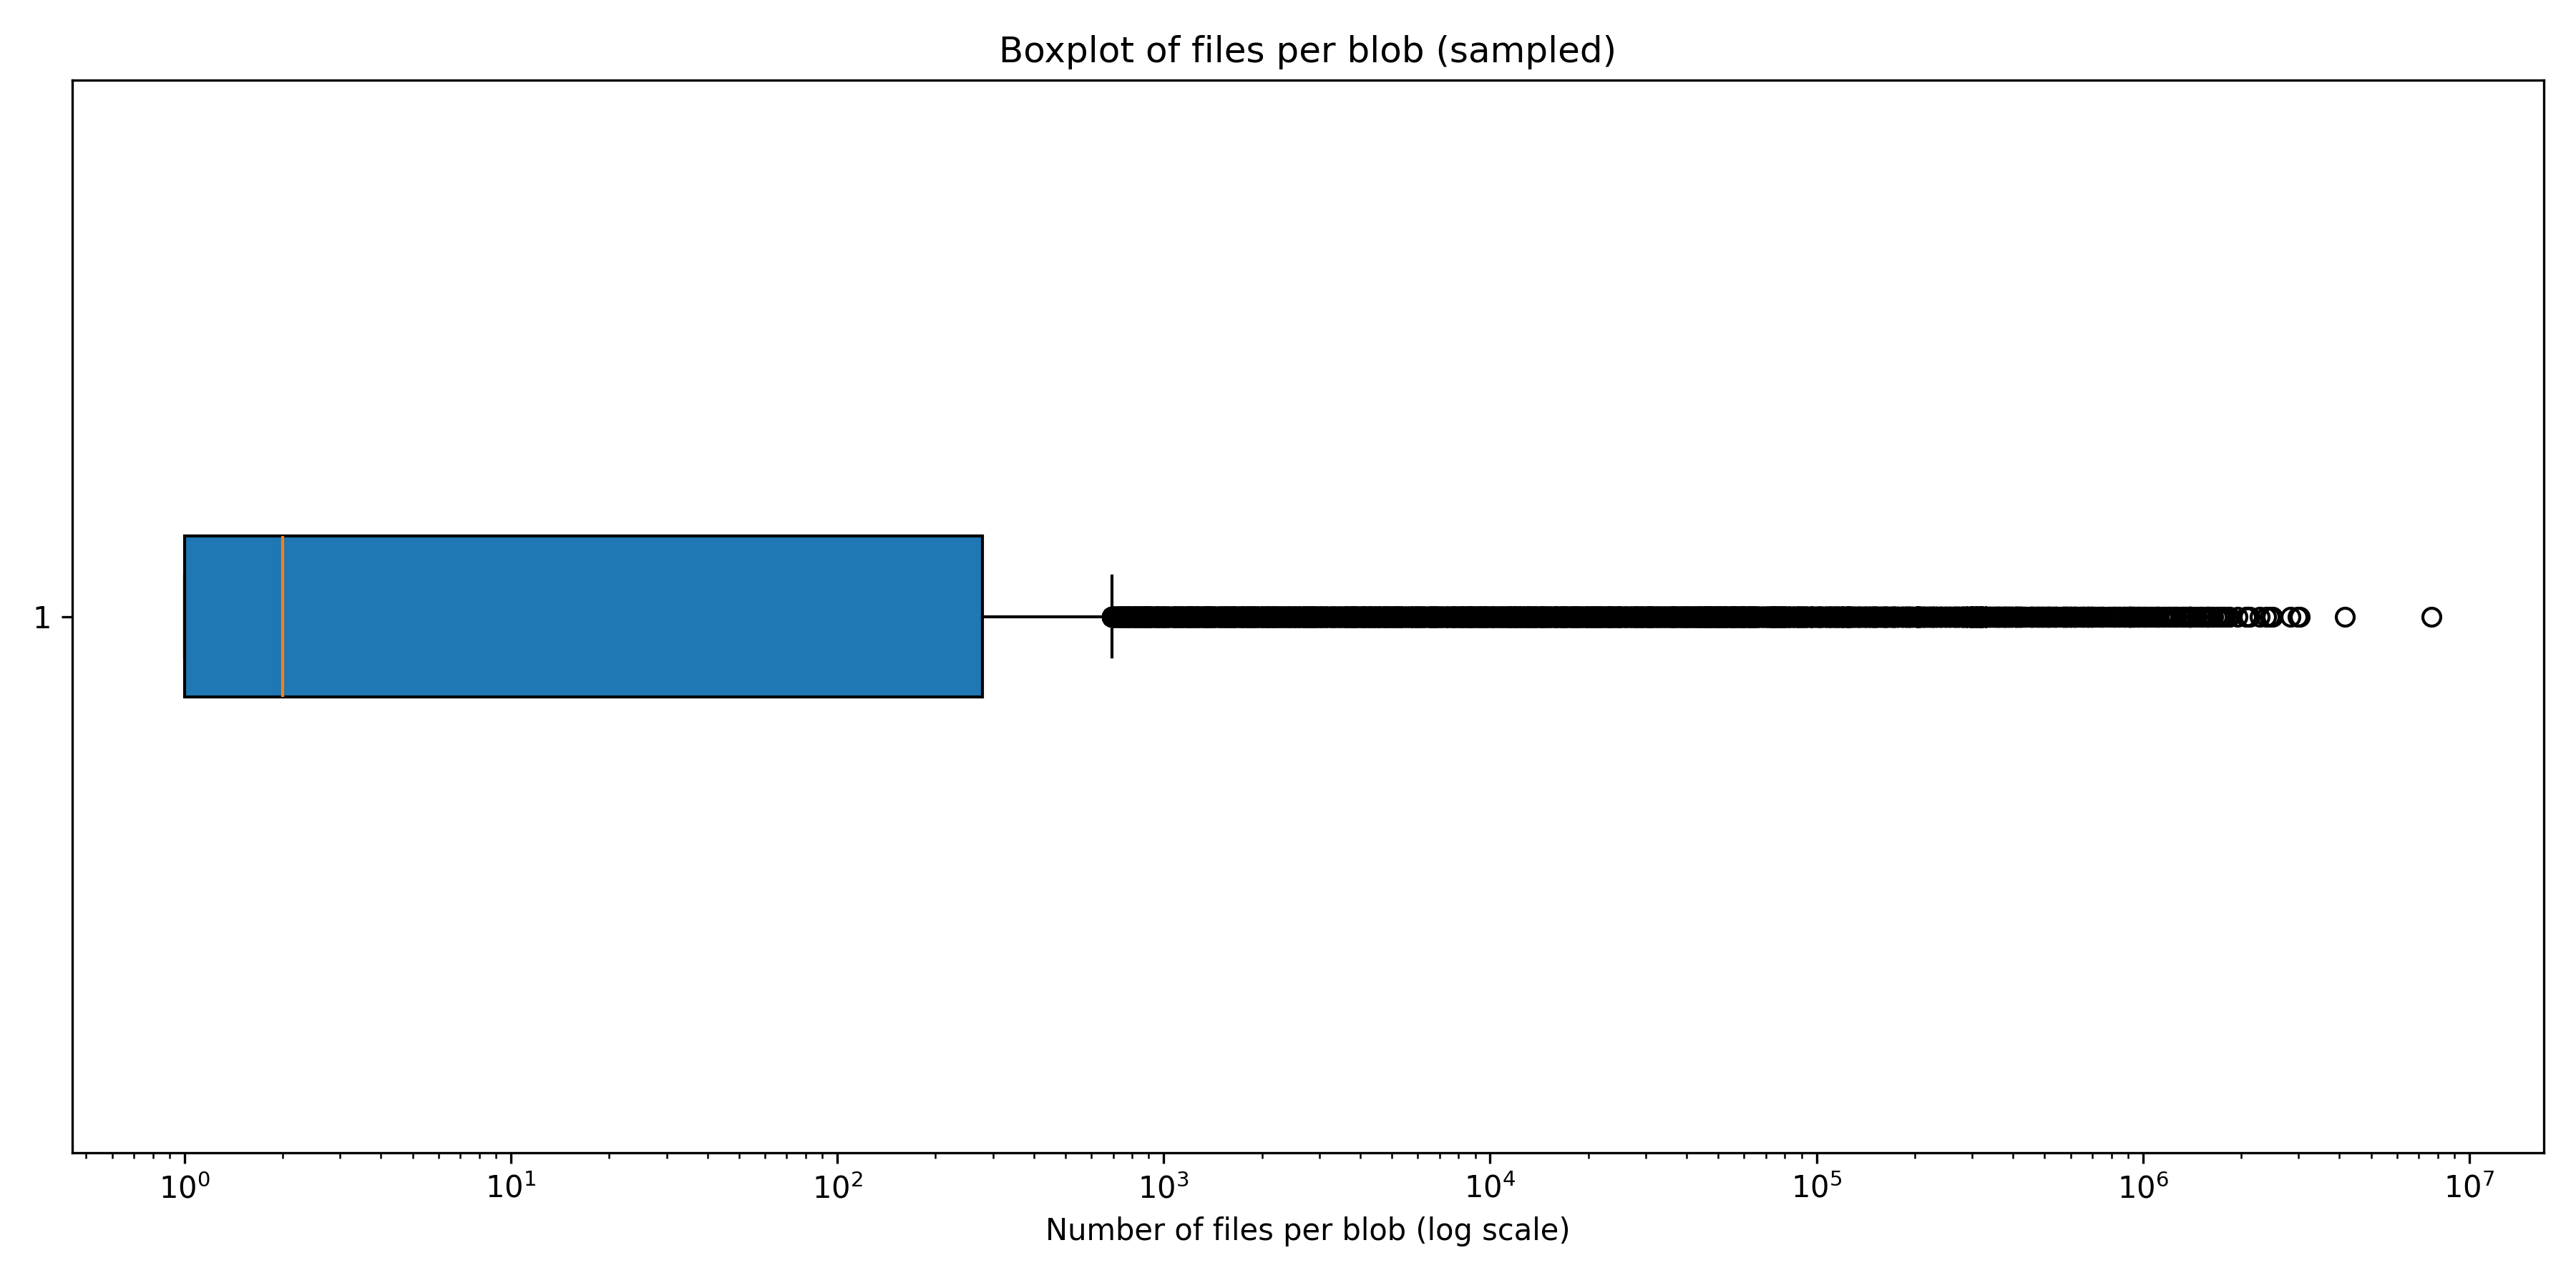 Boxplot of files per blob (sampled)
1
10⁰ 10¹ 10² 10³ 10⁴ 10⁵ 10⁶ 10⁷
Number of files per blob (log scale)